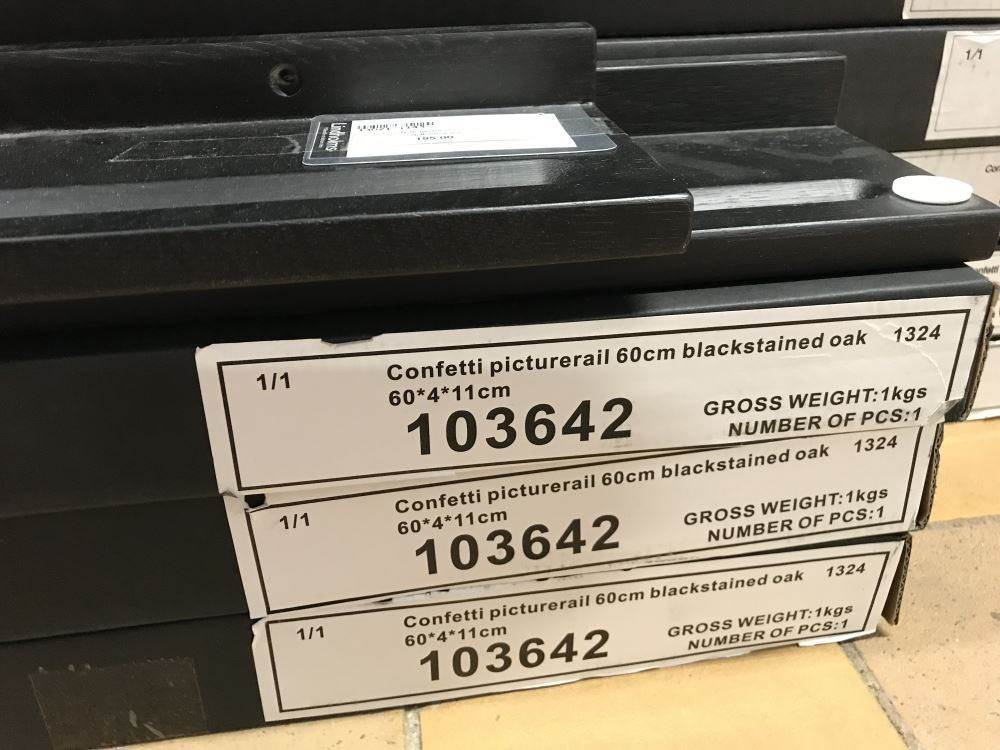 1/1
Lindholms
195.00
1/1
Confetti picturerail 60cm blackstained oak 1324
60*4*11cm
103642
GROSS WEIGHT:1kgs
NUMBER OF PCS:1
1/1
Confetti picturerail 60cm blackstained oak 1324
60*4*11cm
103642
GROSS WEIGHT:1kgs
NUMBER OF PCS:1
1/1
Confetti picturerail 60cm blackstained oak 1324
60*4*11cm
103642
GROSS WEIGHT:1kgs
NUMBER OF PCS:1